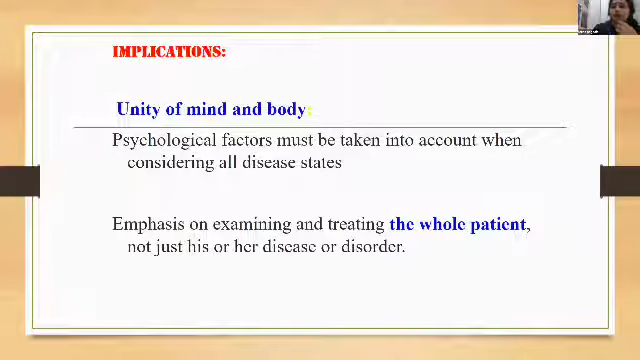 IMPLICATIONS:
Unity of mind and body:
Psychological factors must be taken into account when
considering all disease states
Emphasis on examining and treating the whole patient,
not just his or her disease or disorder.